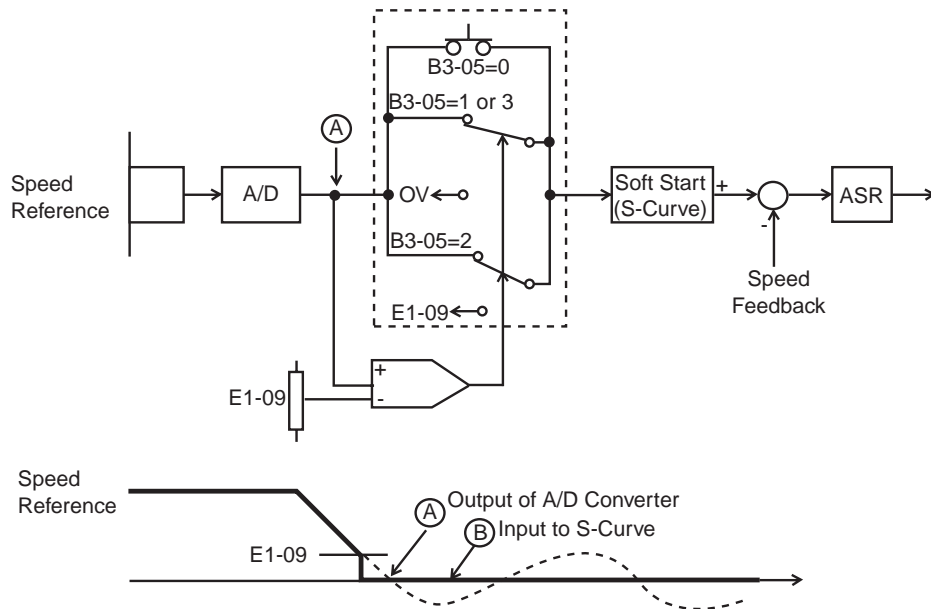 B3-05=0
B3-05=1 or 3
A
Speed
Reference
A/D
OV
Soft Start
(S-Curve)
+
-
ASR
B3-05=2
Speed
Feedback
E1-09
E1-09
+
-
Speed
Reference
A Output of A/D Converter
B Input to S-Curve
E1-09